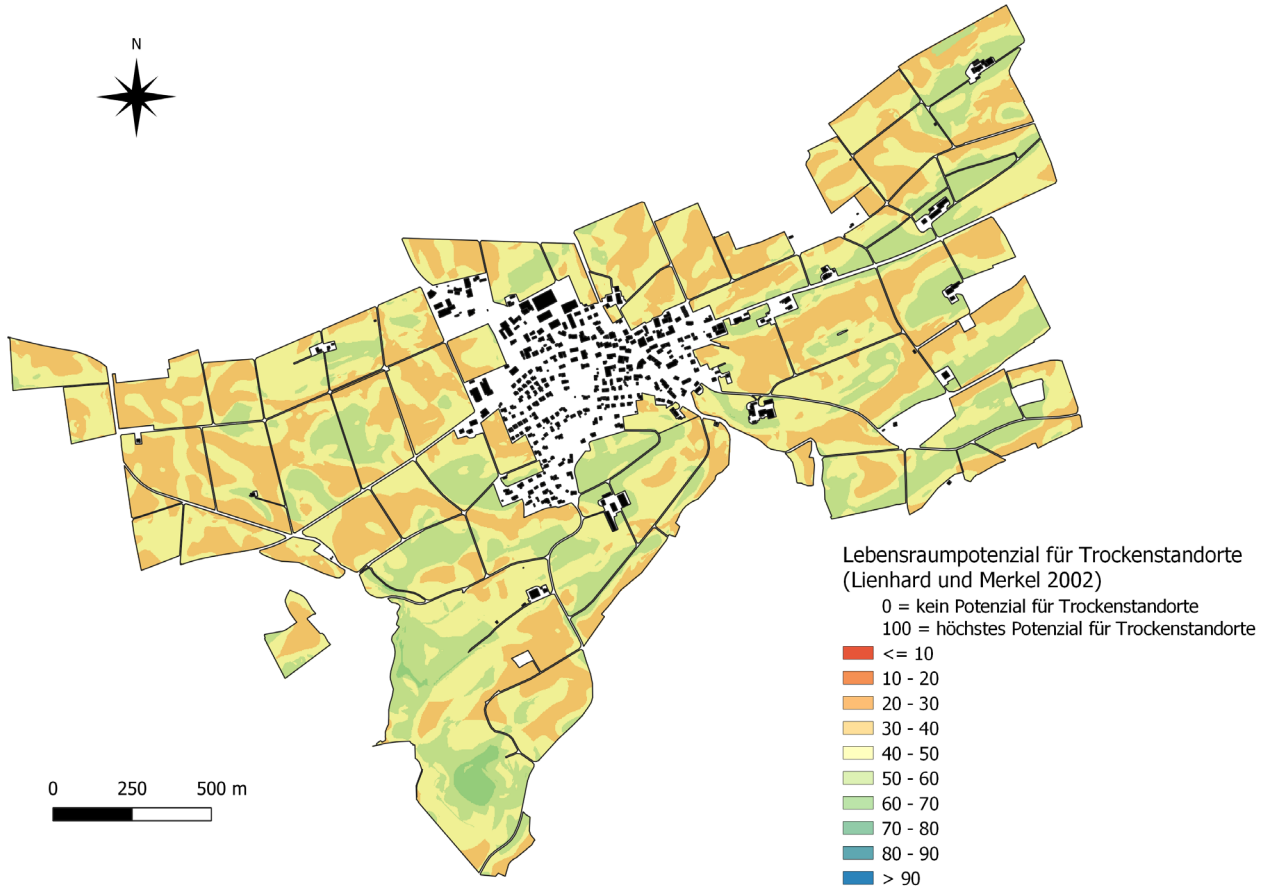 N
Lebensraumpotenzial für Trockenstandorte
(Lienhard und Merkel 2002)
0 = kein Potenzial für Trockenstandorte
100 = höchstes Potenzial für Trockenstandorte
<= 10
10 - 20
20 - 30
30 - 40
40 - 50
50 - 60
60 - 70
70 - 80
80 - 90
> 90
0 250 500 m